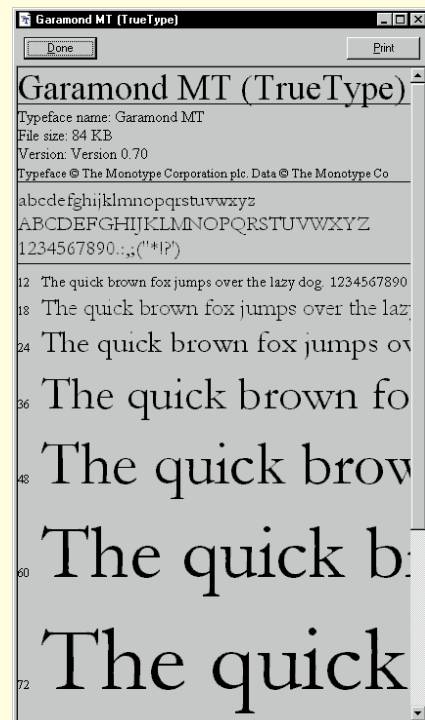 Garamond MT (TrueType)
Done Print
Garamond MT (TrueType)
Typeface name: Garamond MT
File size: 84 KB
Version: Version 0.70
Typeface © The Monotype Corporation plc. Data © The Monotype Co
abcdefghijklmnopqrstuvwxyz
ABCDEFGHIJKLMNOPQRSTUVWXYZ
1234567890.:,;("*!?')
12 The quick brown fox jumps over the lazy dog. 1234567890
18 The quick brown fox jumps over the laz
24 The quick brown fox jumps ov
36 The quick brown fo
48 The quick brow
60 The quick b
72 The quick